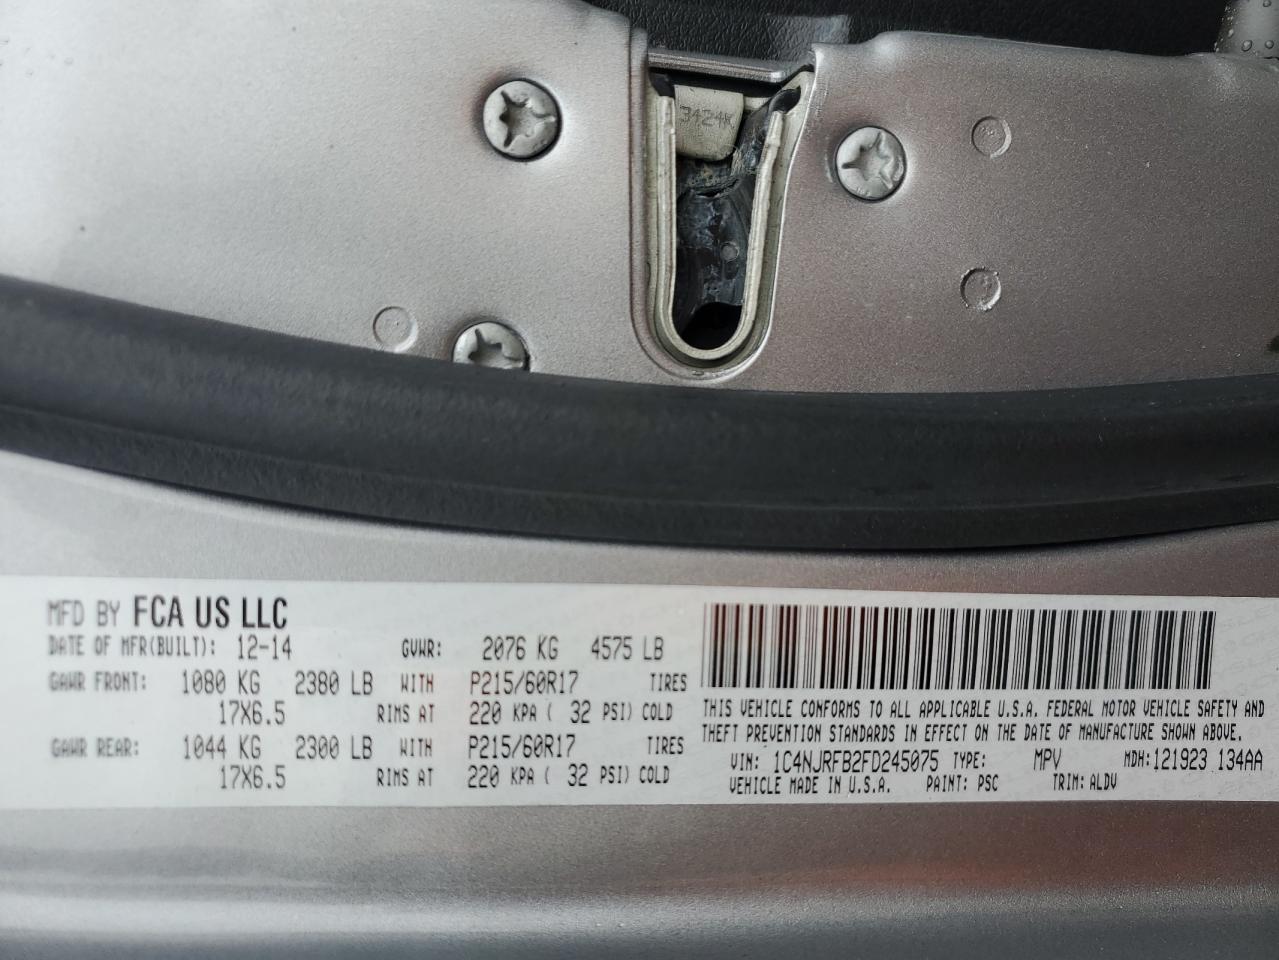 3424K
MFD BY FCA US LLC
DATE OF MFR(BUILT): 12-14 GVWR: 2076 KG 4575 LB
GAWR FRONT: 1080 KG 2380 LB WITH P215/60R17 TIRES
17X6.5 RIMS AT 220 KPA ( 32 PSI) COLD
GAWR REAR: 1044 KG 2300 LB WITH P215/60R17 TIRES
17X6.5 RIMS AT 220 KPA ( 32 PSI) COLD
THIS VEHICLE CONFORMS TO ALL APPLICABLE U.S.A. FEDERAL MOTOR VEHICLE SAFETY AND
THEFT PREVENTION STANDARDS IN EFFECT ON THE DATE OF MANUFACTURE SHOWN ABOVE.
VIN: 1C4NJRFB2FD245075 TYPE: MPV MDH: 121923 134AA
VEHICLE MADE IN U.S.A. PAINT: PSC TRIM: ALDV